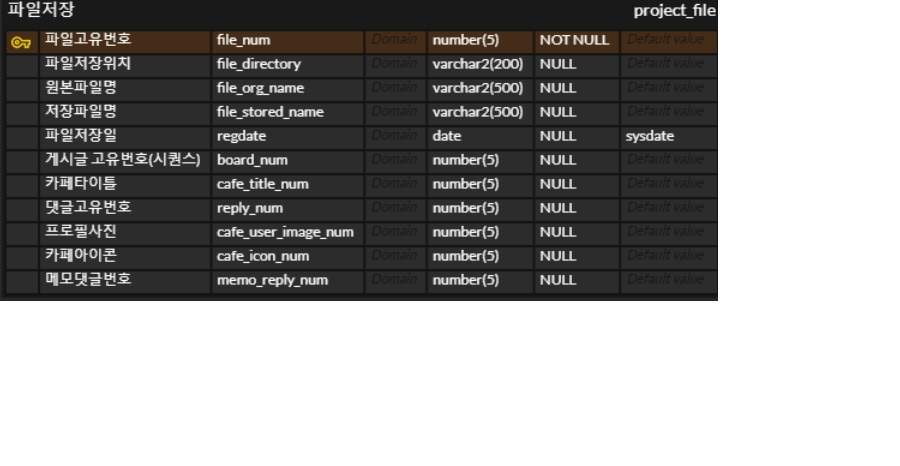 파일저장 project_file
파일고유번호 file_num Domain number(5) NOT NULL Default value
파일저장위치 file_directory Domain varchar2(200) NULL Default value
원본파일명 file_org_name Domain varchar2(500) NULL Default value
저장파일명 file_stored_name Domain varchar2(500) NULL Default value
파일저장일 regdate Domain date NULL sysdate
게시글 고유번호(시퀀스) board_num Domain number(5) NULL Default value
카페타이틀 cafe_title_num Domain number(5) NULL Default value
댓글고유번호 reply_num Domain number(5) NULL Default value
프로필사진 cafe_user_image_num Domain number(5) NULL Default value
카페아이콘 cafe_icon_num Domain number(5) NULL Default value
메모댓글번호 memo_reply_num Domain number(5) NULL Default value